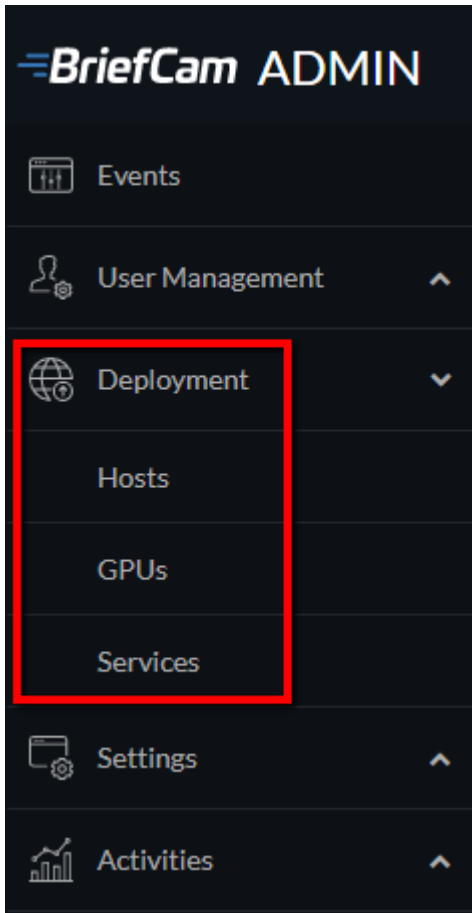 BriefCam ADMIN
Events
User Management
Deployment
Hosts
GPUs
Services
Settings
Activities